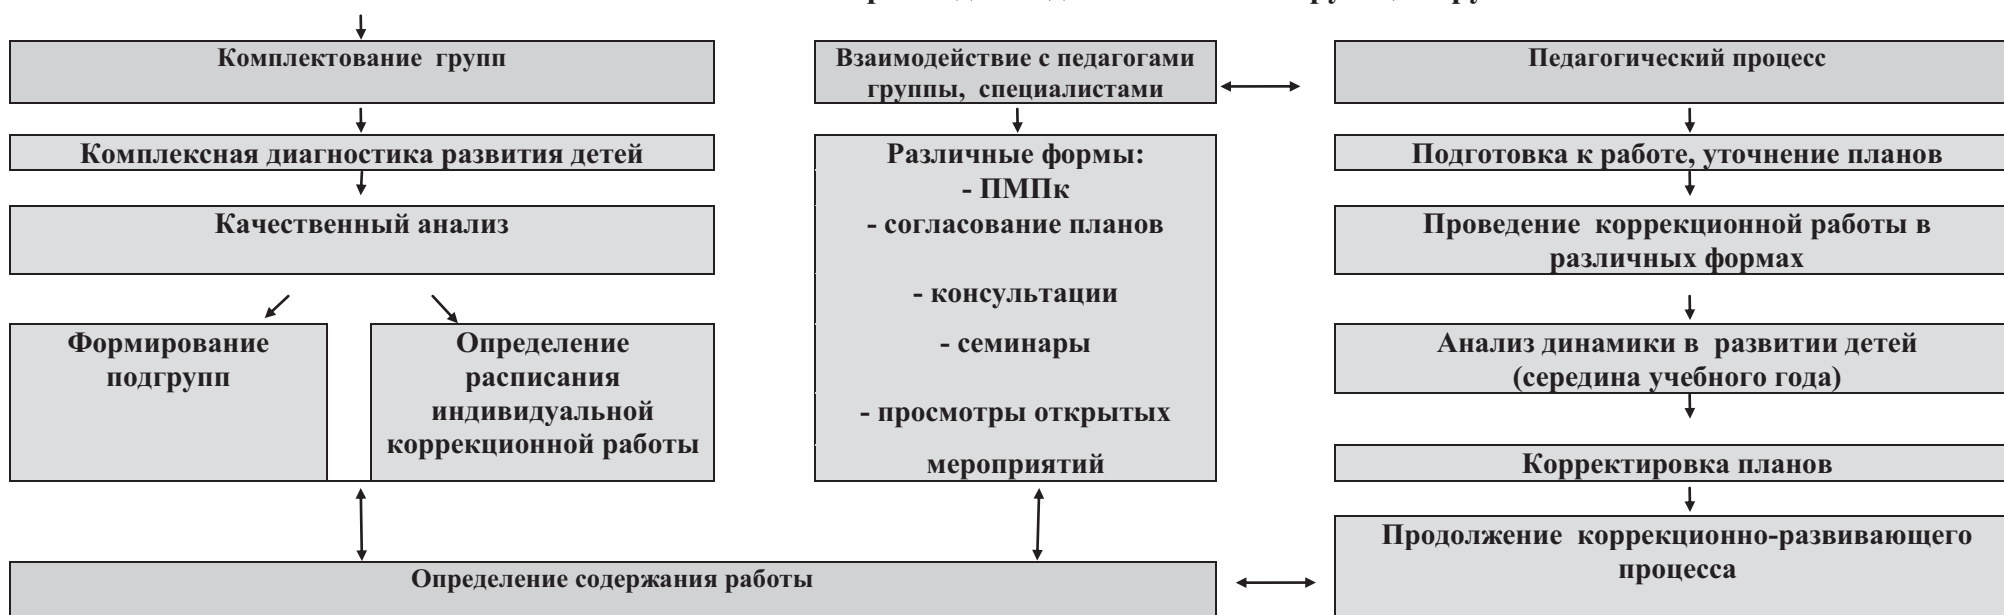 Комплектование групп
Комплексная диагностика развития детей
Качественный анализ
Формирование
подгрупп
Определение
расписания
индивидуальной
коррекционной работы
Взаимодействие с педагогами
группы, специалистами
Различные формы:
- ПМПк
- согласование планов
- консультации
- семинары
- просмотры открытых
мероприятий
Определение содержания работы
Педагогический процесс
Подготовка к работе, уточнение планов
Проведение коррекционной работы в
различных формах
Анализ динамики в развитии детей
(середина учебного года)
Корректировка планов
Продолжение коррекционно-развивающего
процесса